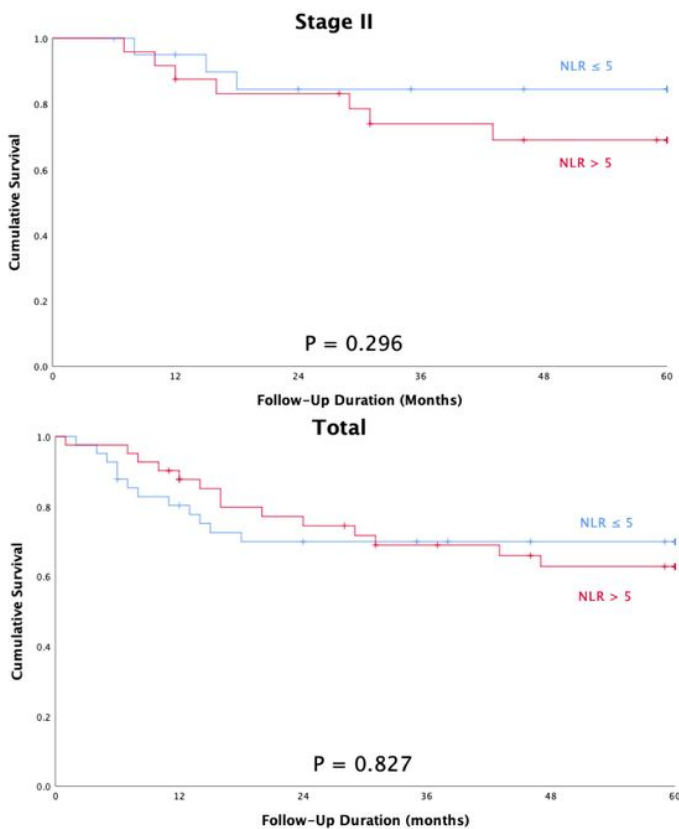 Stage II
1.0
0.8
0.6
0.4
0.2
0.0
Cumulative Survival
NLR ≤ 5
NLR > 5
P = 0.296
0 12 24 36 48 60
Follow-Up Duration (Months)
Total
1.0
0.8
0.6
0.4
0.2
0.0
Cumulative Survival
NLR ≤ 5
NLR > 5
P = 0.827
0 12 24 36 48 60
Follow-Up Duration (months)